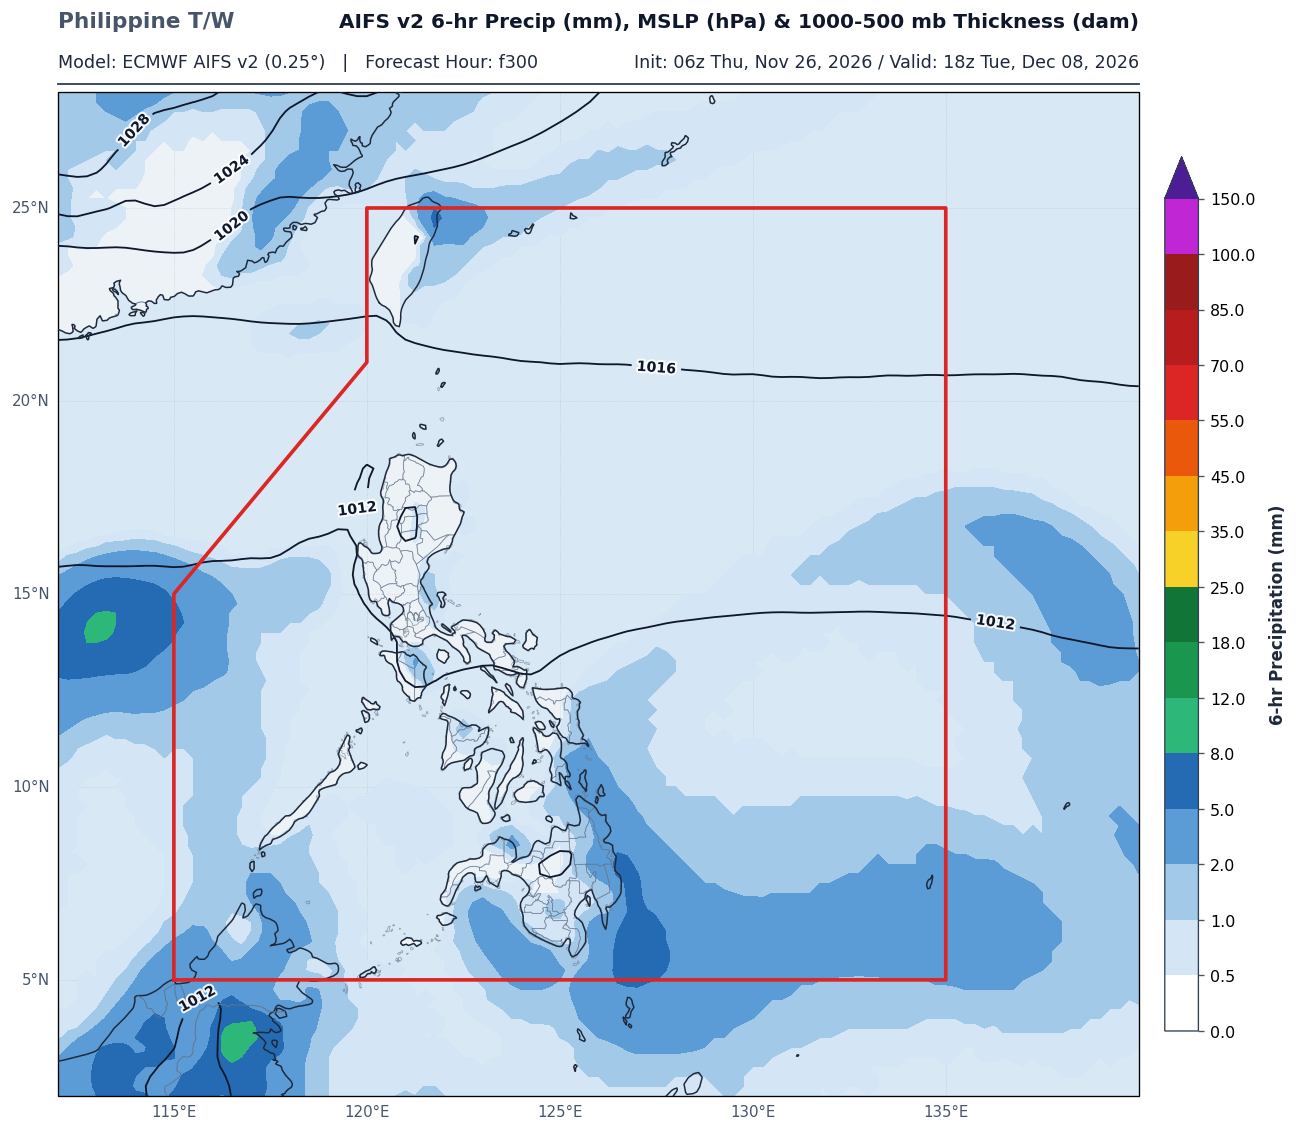 Philippine T/W
AIFS v2 6-hr Precip (mm), MSLP (hPa) & 1000-500 mb Thickness (dam)
Model: ECMWF AIFS v2 (0.25°) | Forecast Hour: f300
Init: 06z Thu, Nov 26, 2026 / Valid: 18z Tue, Dec 08, 2026
1028
1024
1020
1016
1012
1012
1012
25°N
20°N
15°N
10°N
5°N
115°E
120°E
125°E
130°E
135°E
150.0
100.0
85.0
70.0
55.0
45.0
35.0
25.0
18.0
12.0
8.0
5.0
2.0
1.0
0.5
0.0
6-hr Precipitation (mm)